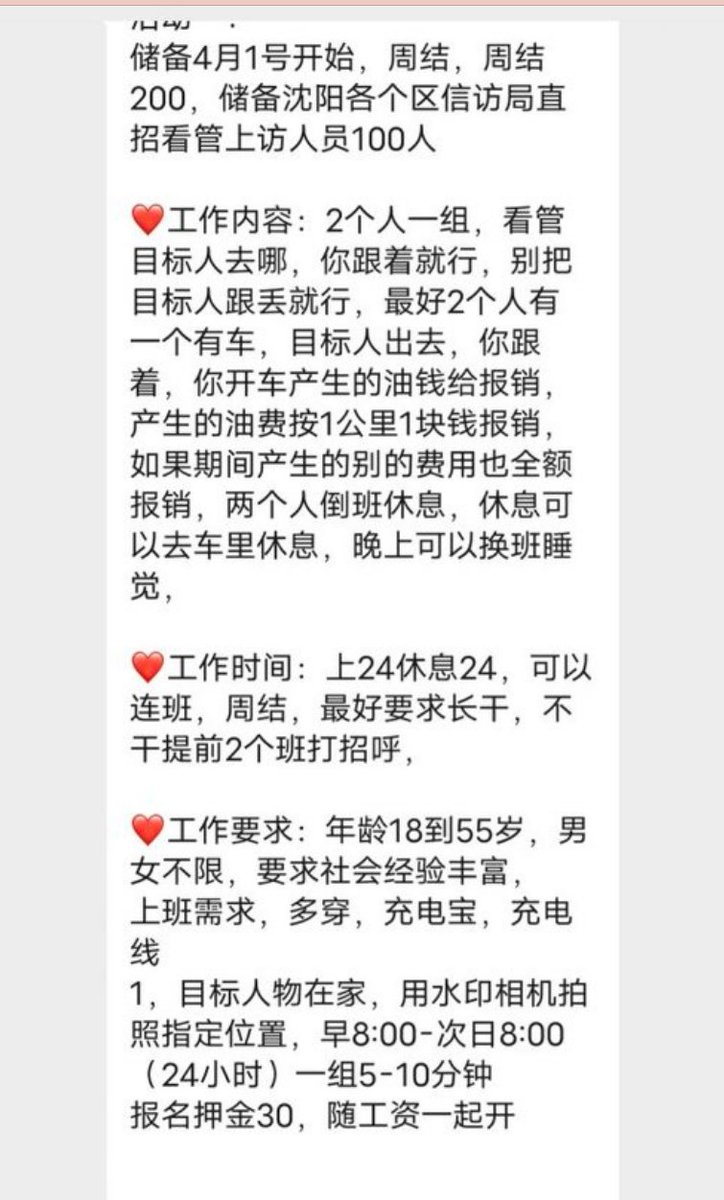 储备4月1号开始，周结，周结
200，储备沈阳各个区信访局直
招看管上访人员100人
❤️工作内容：2个人一组，看管
目标人去哪，你跟着就行，别把
目标人跟丢就行，最好2个人有
一个有车，目标人出去，你跟
着，你开车产生的油钱给报销，
产生的油费按1公里1块钱报销，
如果期间产生的别的费用也全额
报销，两个人倒班休息，休息可
以去车里休息，晚上可以换班睡
觉，
❤️工作时间：上24休息24，可以
连班，周结，最好要求长干，不
干提前2个班打招呼，
❤️工作要求：年龄18到55岁，男
女不限，要求社会经验丰富，
上班需求，多穿，充电宝，充电
线
1，目标人物在家，用水印相机拍
照指定位置，早8:00-次日8:00
（24小时）一组5-10分钟
报名押金30，随工资一起开